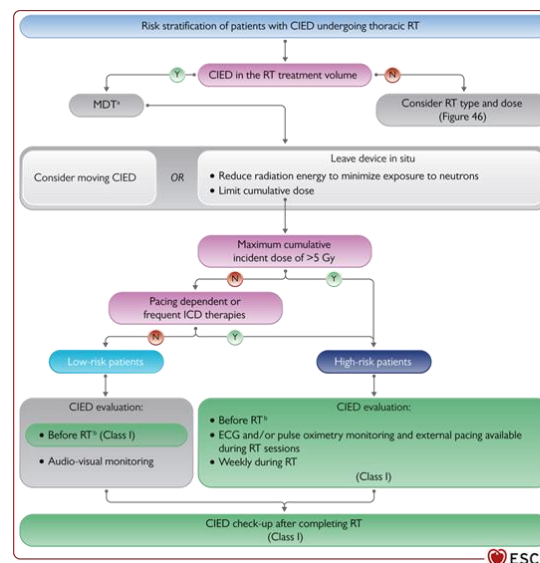 Risk stratification of patients with CIED undergoing thoracic RT
Y
CIED in the RT treatment volume
N
MDTᵃ
Consider RT type and dose
(Figure 46)
Consider moving CIED
OR
Leave device in situ
• Reduce radiation energy to minimize exposure to neutrons
• Limit cumulative dose
Maximum cumulative
incident dose of >5 Gy
N
Y
Pacing dependent or
frequent ICD therapies
N
Y
Low-risk patients
High-risk patients
CIED evaluation:
• Before RTᵇ (Class I)
• Audio-visual monitoring
CIED evaluation:
• Before RTᵇ
• ECG and/or pulse oximetry monitoring and external pacing available
during RT sessions
• Weekly during RT
(Class I)
CIED check-up after completing RT
(Class I)
ESC